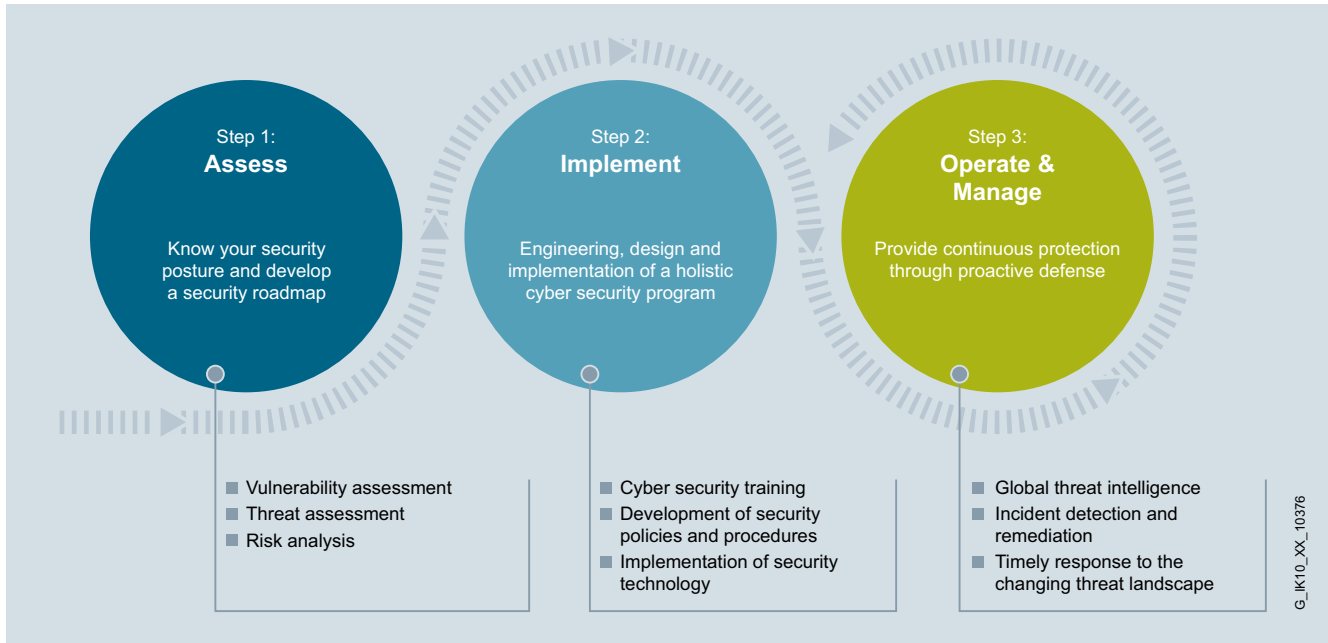 Step 1:
Assess
Know your security
posture and develop
a security roadmap
Step 2:
Implement
Engineering, design and
implementation of a holistic
cyber security program
Step 3:
Operate &
Manage
Provide continuous protection
through proactive defense
Vulnerability assessment
Threat assessment
Risk analysis
Cyber security training
Development of security
policies and procedures
Implementation of security
technology
Global threat intelligence
Incident detection and
remediation
Timely response to the
changing threat landscape
G_IK10_XX_10376